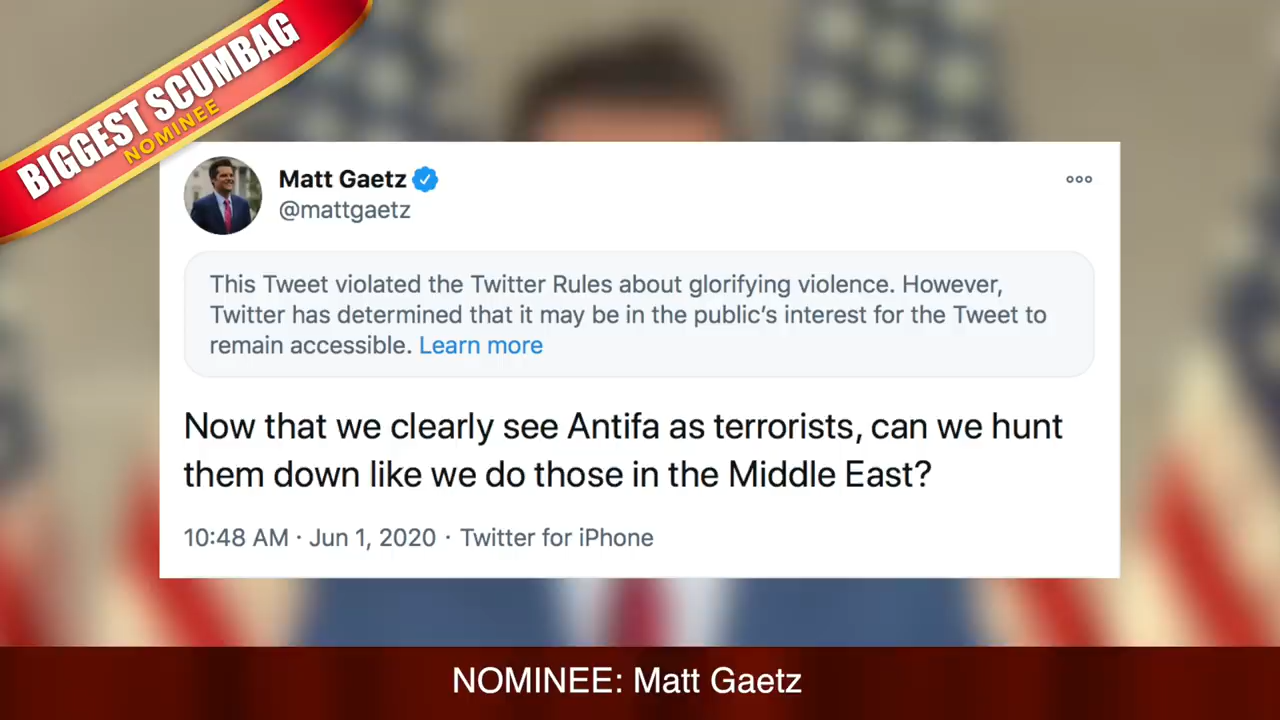 BIGGEST SCUMBAG
NOMINEE
Matt Gaetz
@mattgaetz
This Tweet violated the Twitter Rules about glorifying violence. However,
Twitter has determined that it may be in the public’s interest for the Tweet to
remain accessible. Learn more
Now that we clearly see Antifa as terrorists, can we hunt
them down like we do those in the Middle East?
10:48 AM · Jun 1, 2020 · Twitter for iPhone
NOMINEE: Matt Gaetz